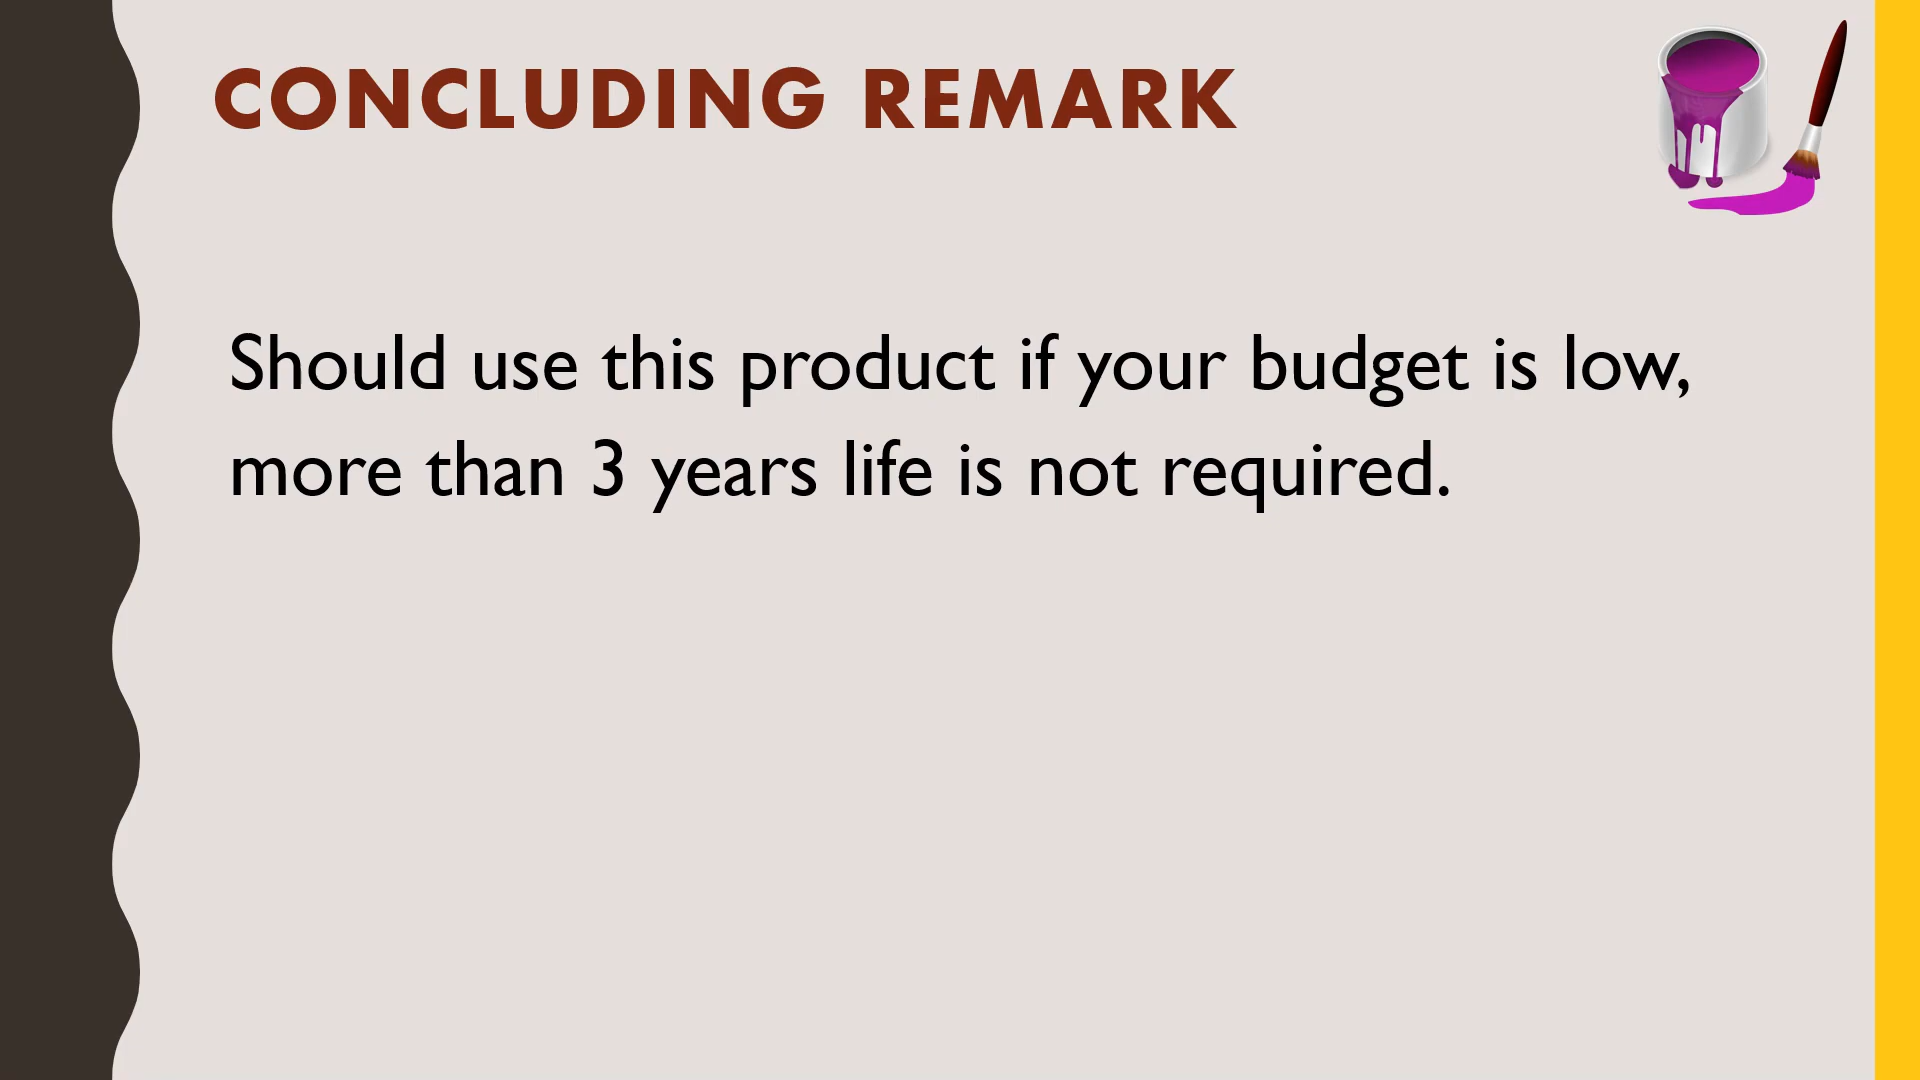 CONCLUDING REMARK
Should use this product if your budget is low,
more than 3 years life is not required.